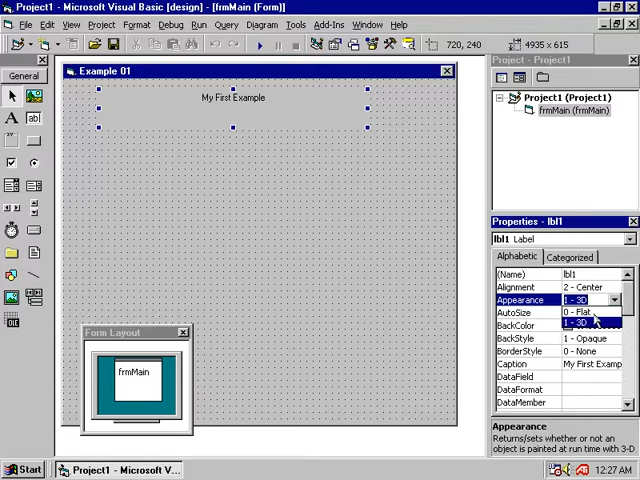 Project1 - Microsoft Visual Basic [design] - [frmMain (Form)]
File Edit View Project Format Debug Run Query Diagram Tools Add-Ins Window Help
720, 240 4935 x 615
General
Example 01
My First Example
Form Layout
frmMain
Project - Project1
Project1 (Project1)
frmMain (frmMain)
Properties - lbl1
lbl1 Label
Alphabetic Categorized
(Name) lbl1
Alignment 2 - Center
Appearance 1 - 3D
AutoSize 0 - Flat
1 - 3D
BackColor
BackStyle 1 - Opaque
BorderStyle 0 - None
Caption My First Examp
DataField
DataFormat
DataMember
Appearance
Returns/sets whether or not an
object is painted at run time with 3-D
Start Project1 - Microsoft V... 12:27 AM